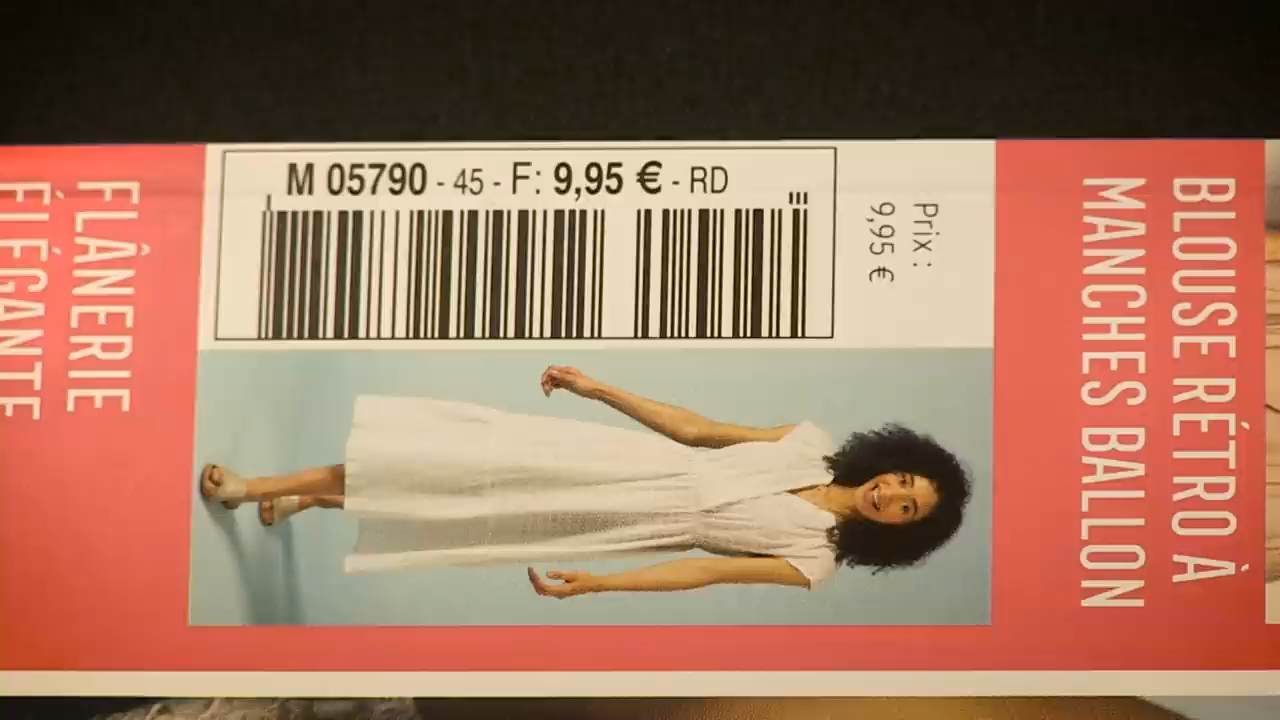 M 05790 - 45 - F: 9,95 € - RD
Prix :
9,95 €
BLOUSE RÉTRO À
MANCHES BALLON
FLÂNERIE
ÉLÉGANTE